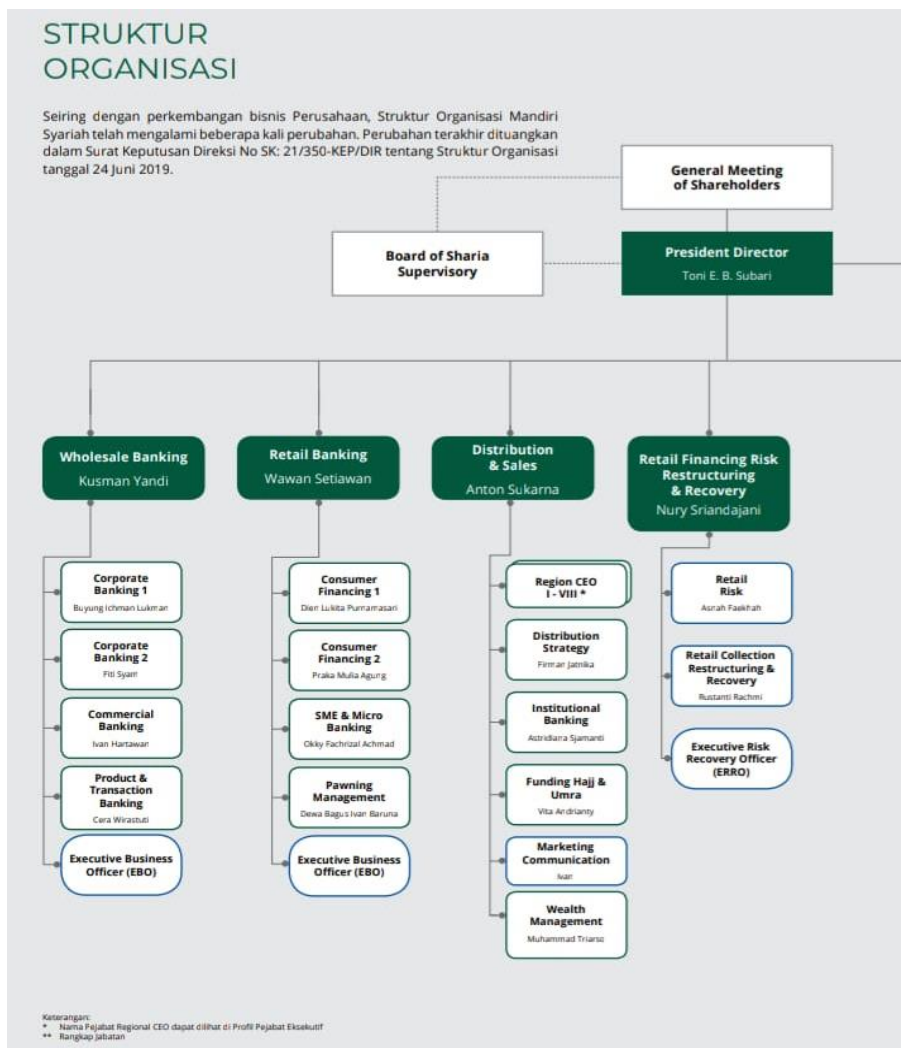 STRUKTUR
ORGANISASI
Seiring dengan perkembangan bisnis Perusahaan, Struktur Organisasi Mandiri
Syariah telah mengalami beberapa kali perubahan. Perubahan terakhir dituangkan
dalam Surat Keputusan Direksi No SK: 21/350-KEP/DIR tentang Struktur Organisasi
tanggal 24 Juni 2019.
General Meeting
of Shareholders
Board of Sharia
Supervisory
President Director
Toni E. B. Subari
Wholesale Banking
Kusman Yandi
Corporate
Banking 1
Buyung Ichman Lukman
Corporate
Banking 2
Fiti Syam
Commercial
Banking
Ivan Hartawan
Product &
Transaction
Banking
Cera Wirastuti
Executive Business
Officer (EBO)
Retail Banking
Wawan Setiawan
Consumer
Financing 1
Dien Lukita Purnamasari
Consumer
Financing 2
Praka Mulia Agung
SME & Micro
Banking
Okky Fachrizal Achmad
Pawning
Management
Dewa Bagus Ivan Baruna
Executive Business
Officer (EBO)
Distribution
& Sales
Anton Sukarna
Region CEO
I - VIII *
Distribution
Strategy
Firman Jatnika
Institutional
Banking
Astridiana Sjamanti
Funding Hajj &
Umra
Vita Andrianty
Marketing
Communication
Ivan
Wealth
Management
Muhammad Triarso
Retail Financing Risk
Restructuring
& Recovery
Nury Sriandajani
Retail
Risk
Asnah
Retail Collection
Restructuring &
Recovery
Rustanti Rachmi
Executive Risk
Recovery Officer
(ERRO)
Keterangan:
* Nama Pejabat Regional CEO dapat dilihat di Profil Pejabat Eksekutif
** Rangkap Jabatan